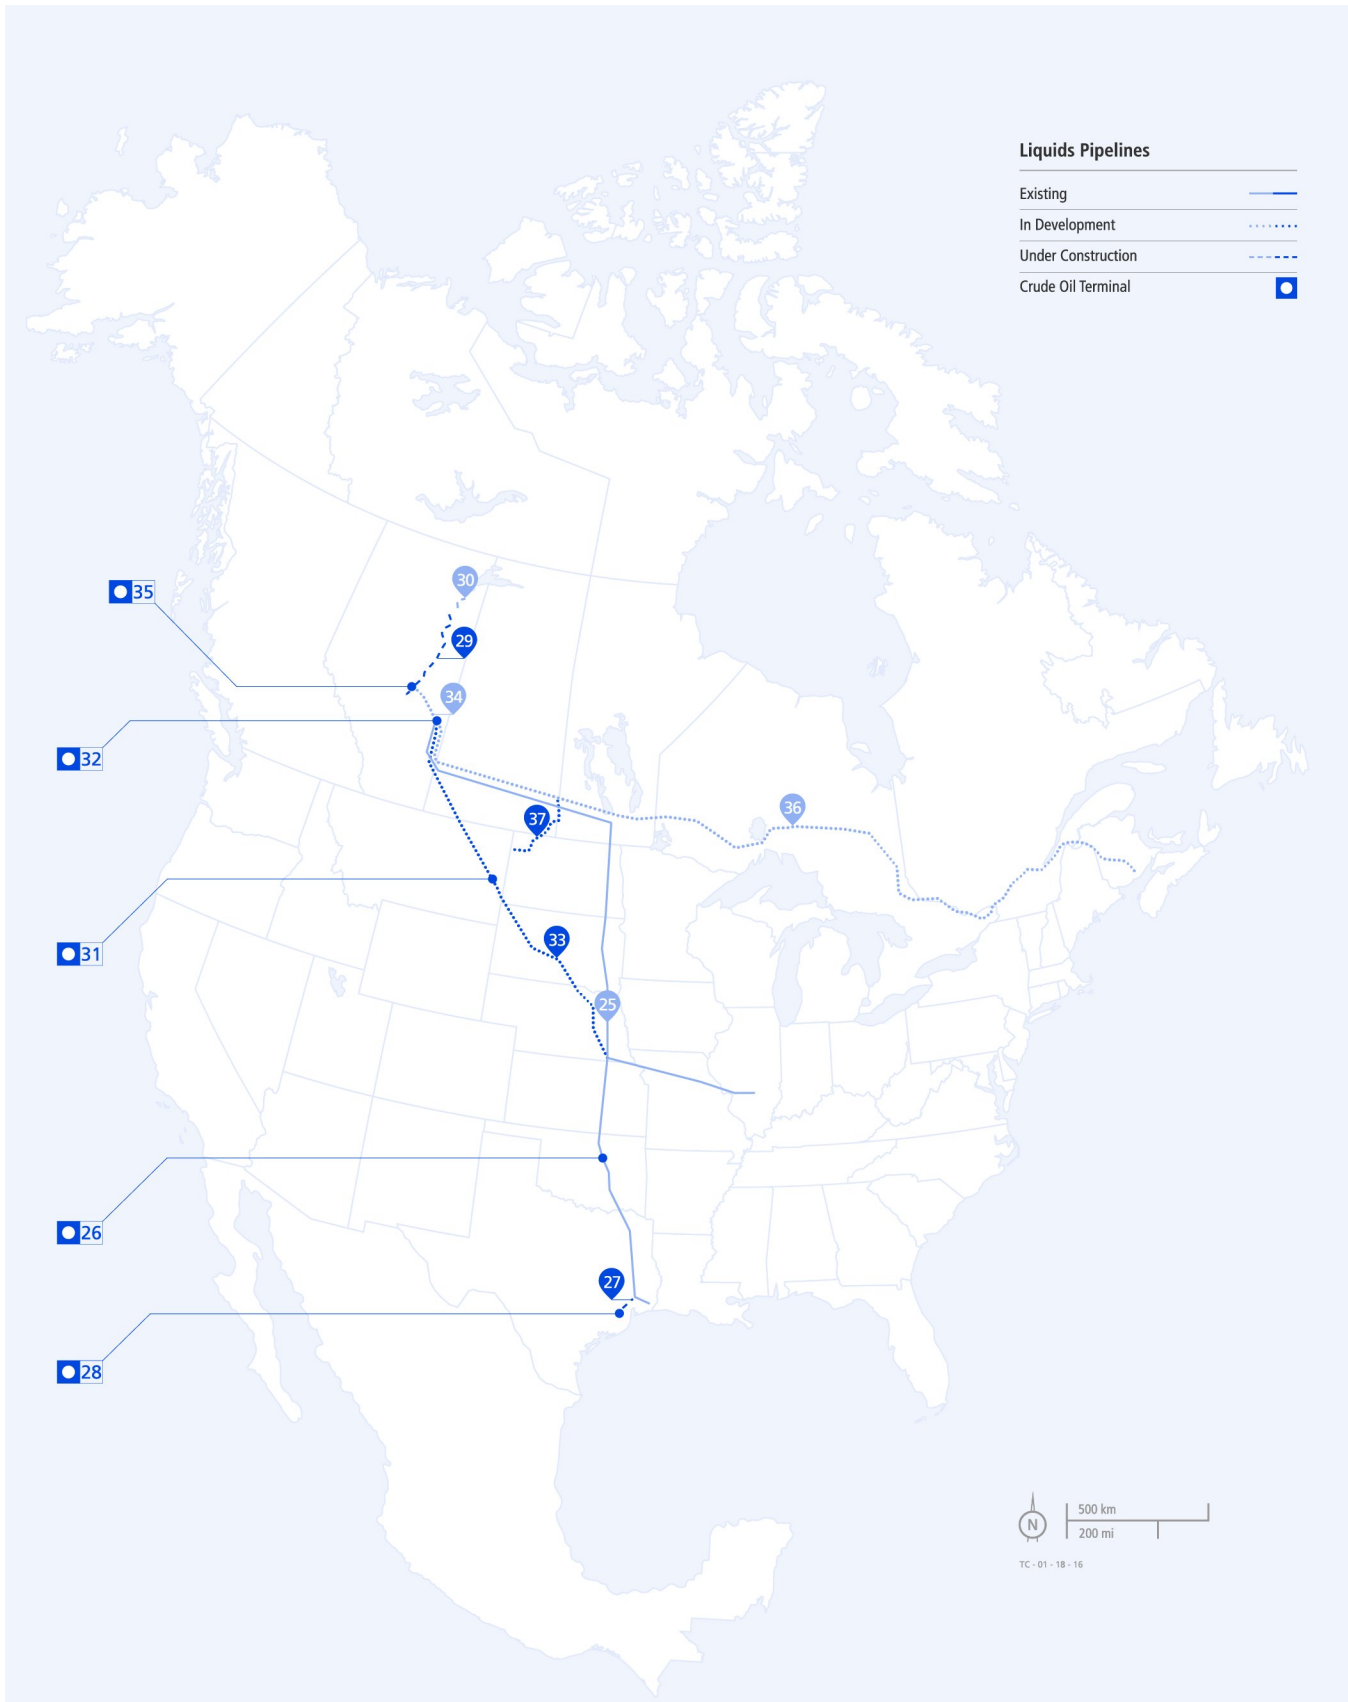 Liquids Pipelines
Existing
In Development
Under Construction
Crude Oil Terminal
30
35
29
34
32
36
37
33
31
25
26
27
28
500 km
N
200 mi
TC - 01 - 18 - 16